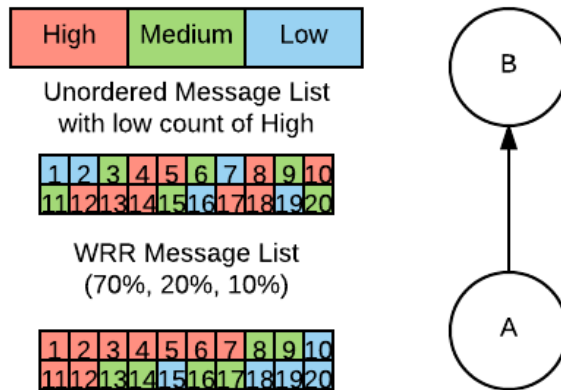 High Medium Low
Unordered Message List
with low count of High
1 2 3 4 5 6 7 8 9 10
11 12 13 14 15 16 17 18 19 20
WRR Message List
(70%, 20%, 10%)
1 2 3 4 5 6 7 8 9 10
11 12 13 14 15 16 17 18 19 20
B
A